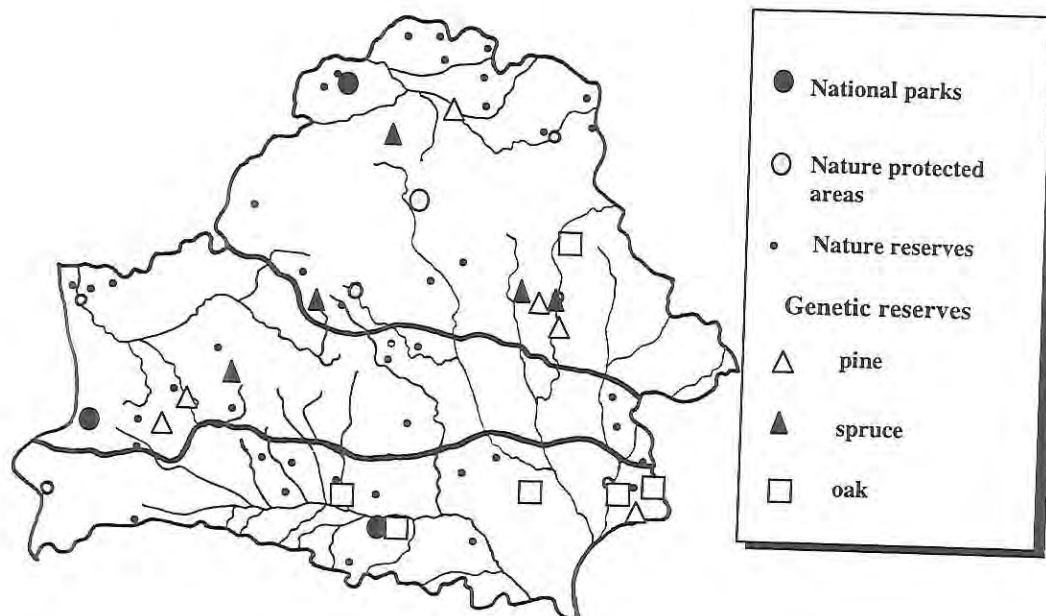 National parks
Nature protected
areas
Nature reserves
Genetic reserves
pine
spruce
oak